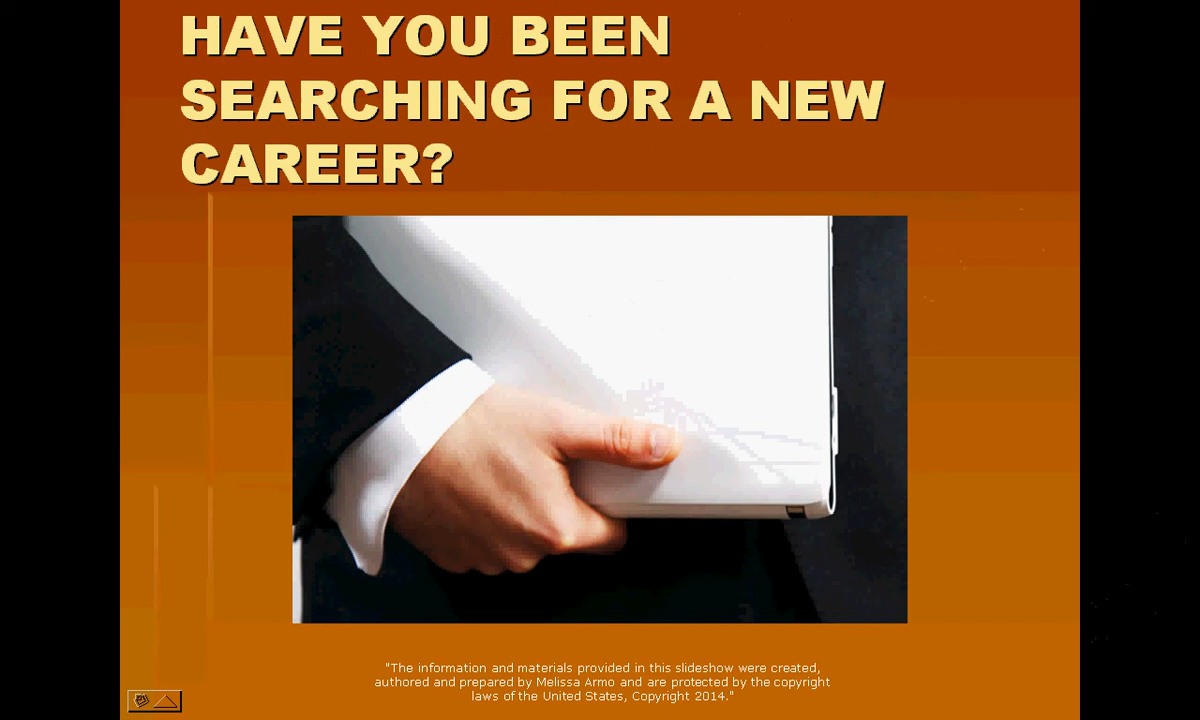 HAVE YOU BEEN
SEARCHING FOR A NEW
CAREER?
"The information and materials provided in this slideshow were created,
authored and prepared by Melissa Armo and are protected by the copyright
laws of the United States, Copyright 2014."